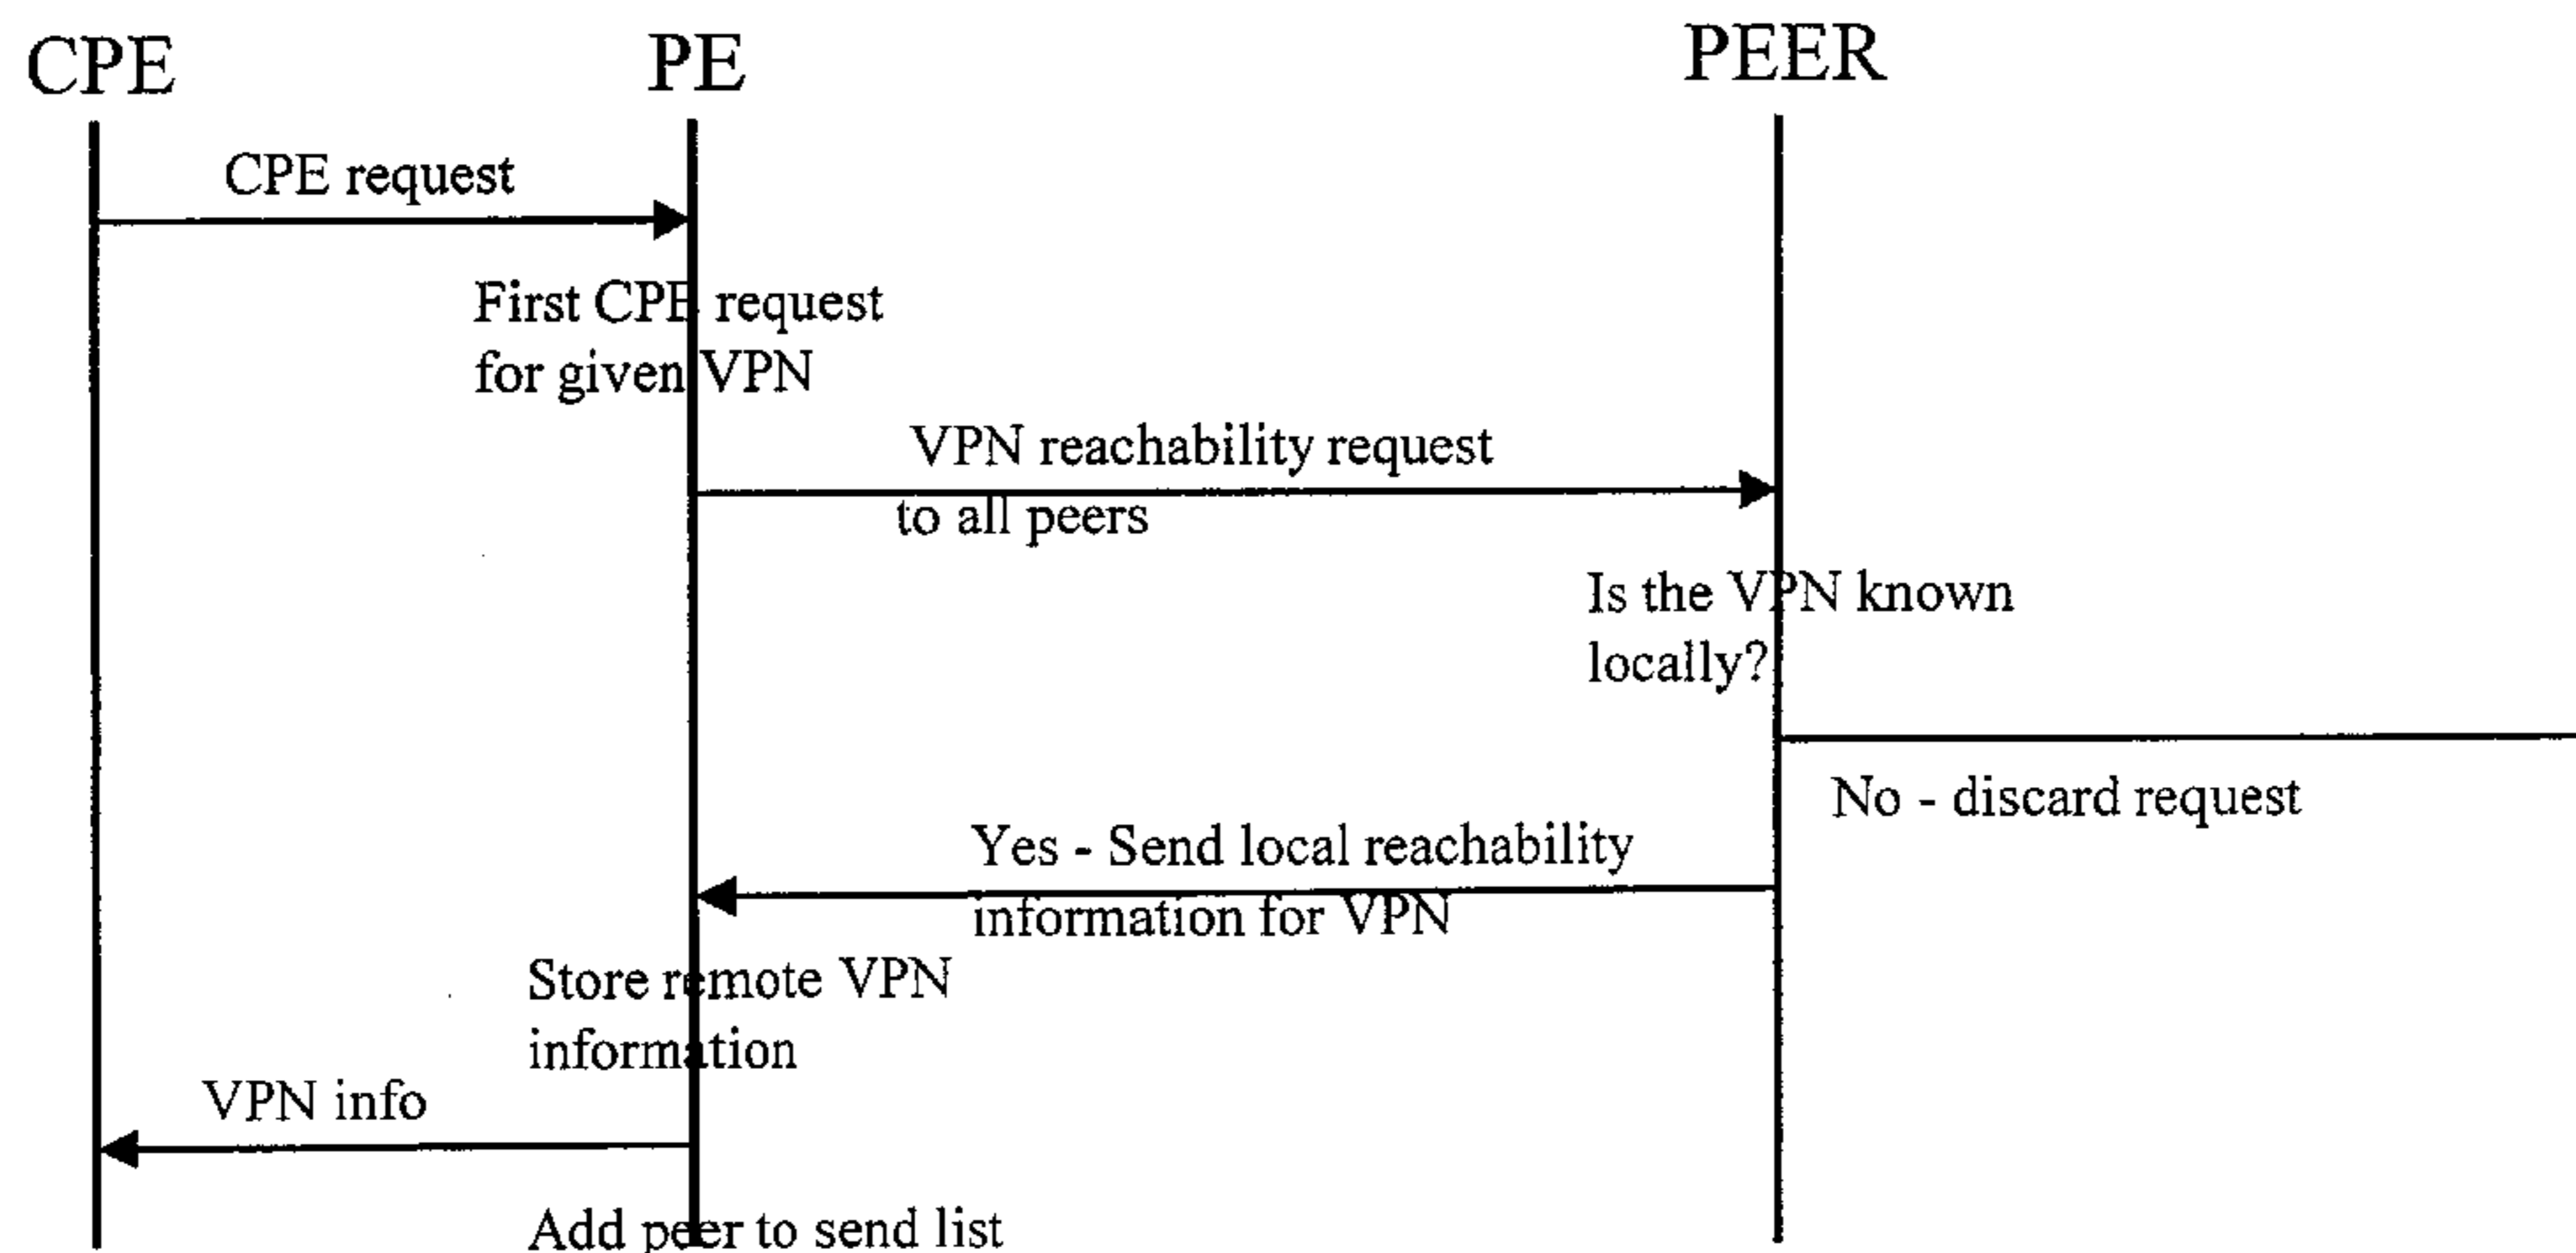 CPE
PE
PEER
CPE request
First CPE request
for given VPN
VPN reachability request
to all peers
Is the VPN known
locally?
No - discard request
Yes - Send local reachability
information for VPN
Store remote VPN
information
VPN info
Add peer to send list